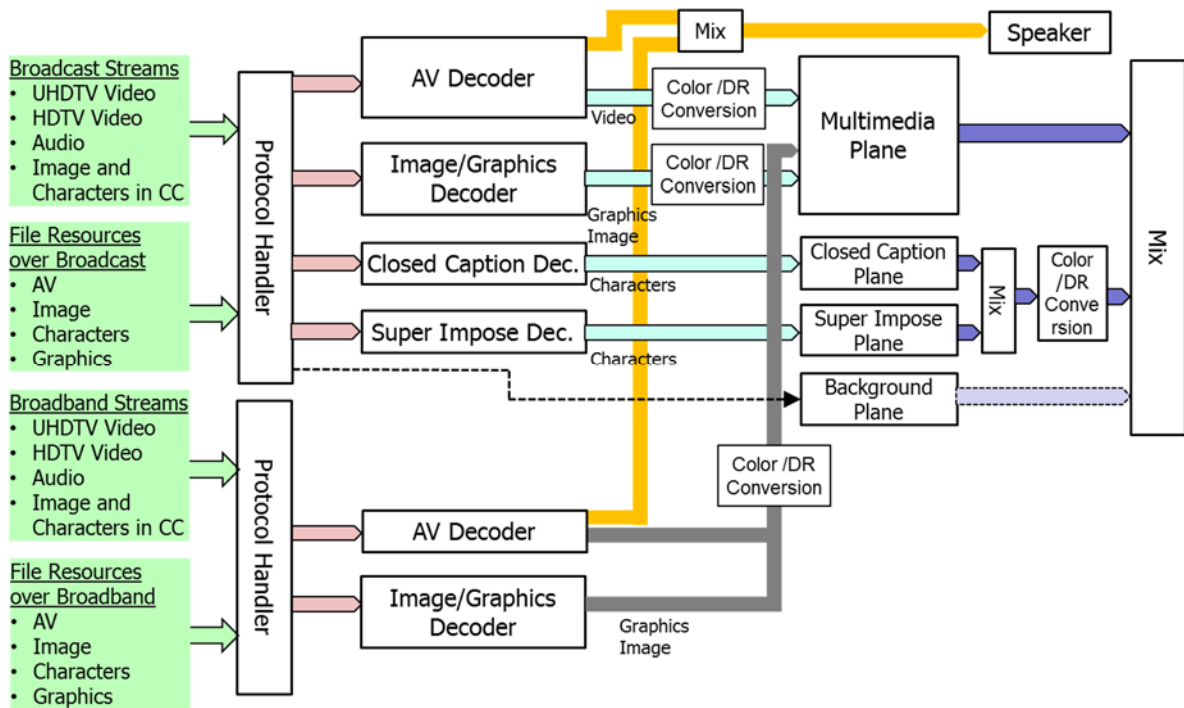 Broadcast Streams
• UHDTV Video
• HDTV Video
• Audio
• Image and
Characters in CC
File Resources
over Broadcast
• AV
• Image
• Characters
• Graphics
Broadband Streams
• UHDTV Video
• HDTV Video
• Audio
• Image and
Characters in CC
File Resources
over Broadband
• AV
• Image
• Characters
• Graphics
Protocol Handler
Protocol Handler
AV Decoder
Video
Image/Graphics
Decoder
Graphics
Image
Closed Caption Dec.
Characters
Super Impose Dec.
Characters
AV Decoder
Image/Graphics
Decoder
Graphics
Image
Mix
Speaker
Color /DR
Conversion
Color /DR
Conversion
Color /DR
Conversion
Multimedia
Plane
Closed Caption
Plane
Super Impose
Plane
Background
Plane
Mix
Color
/DR
Conve
rsion
Mix